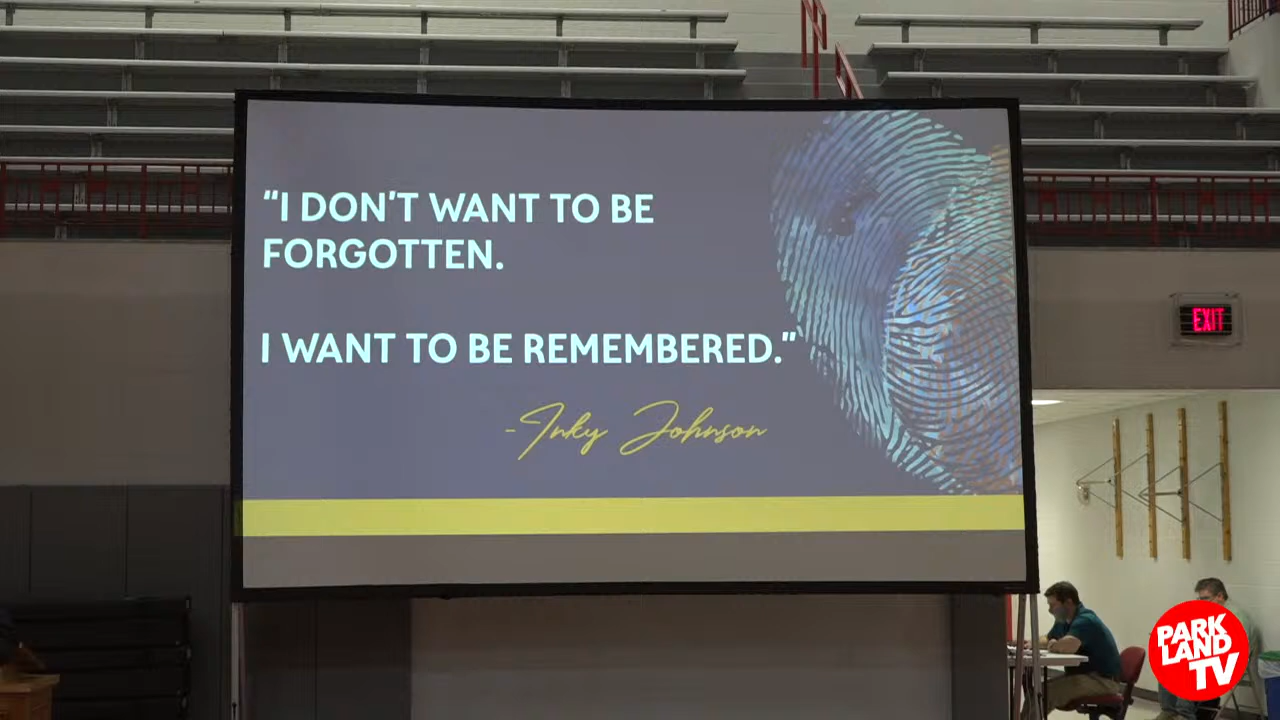 “I DON’T WANT TO BE
FORGOTTEN.
I WANT TO BE REMEMBERED.”
-Inky Johnson
EXIT
PARK
LAND
TV